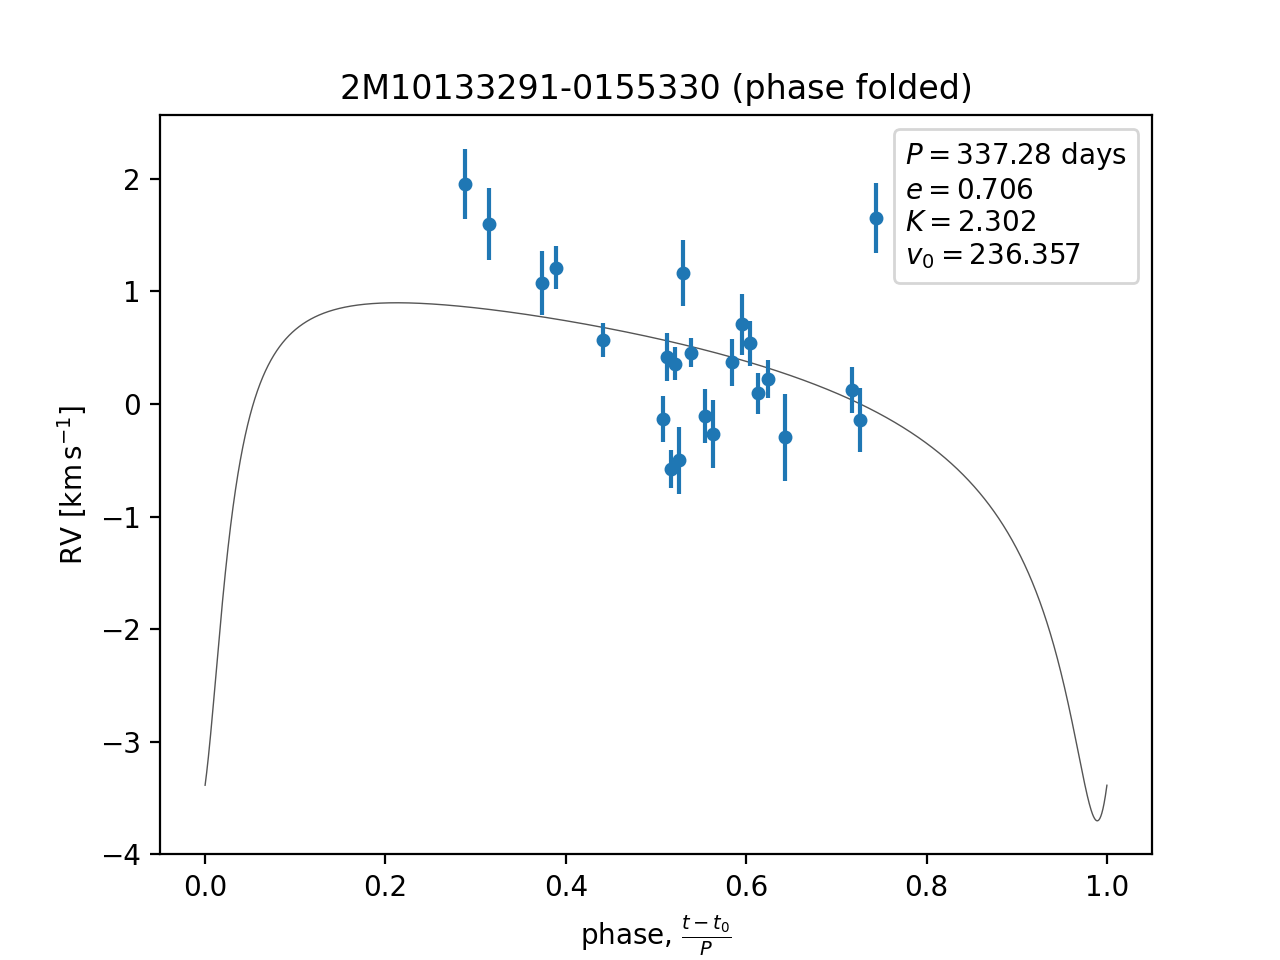 2M10133291-0155330 (phase folded)
P = 337.28 days
e = 0.706
K = 2.302
v₀ = 236.357
RV [km s⁻¹]
2
1
0
−1
−2
−3
−4
0.0 0.2 0.4 0.6 0.8 1.0
phase, (t − t₀)/P